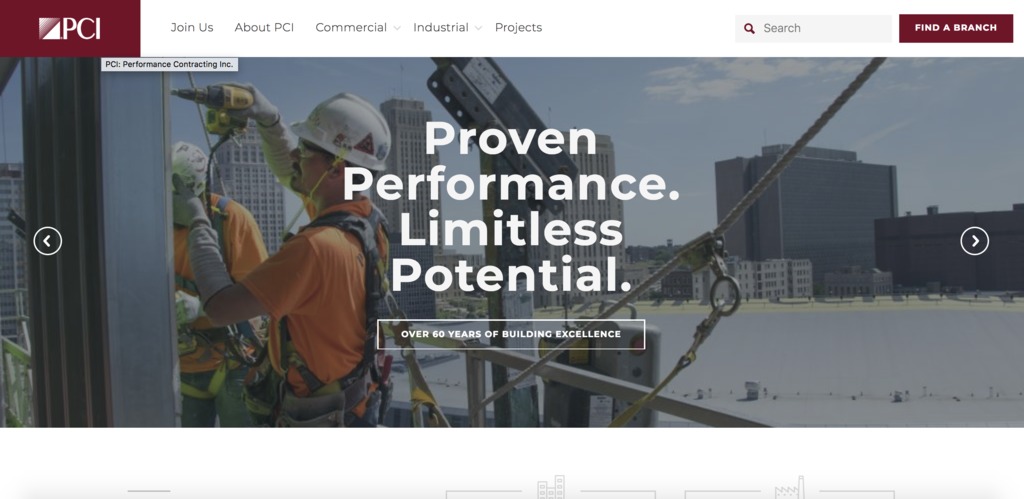 PCI
Join Us
About PCI
Commercial
Industrial
Projects
Search
FIND A BRANCH
PCI: Performance Contracting Inc.
Proven
Performance.
Limitless
Potential.
OVER 60 YEARS OF BUILDING EXCELLENCE